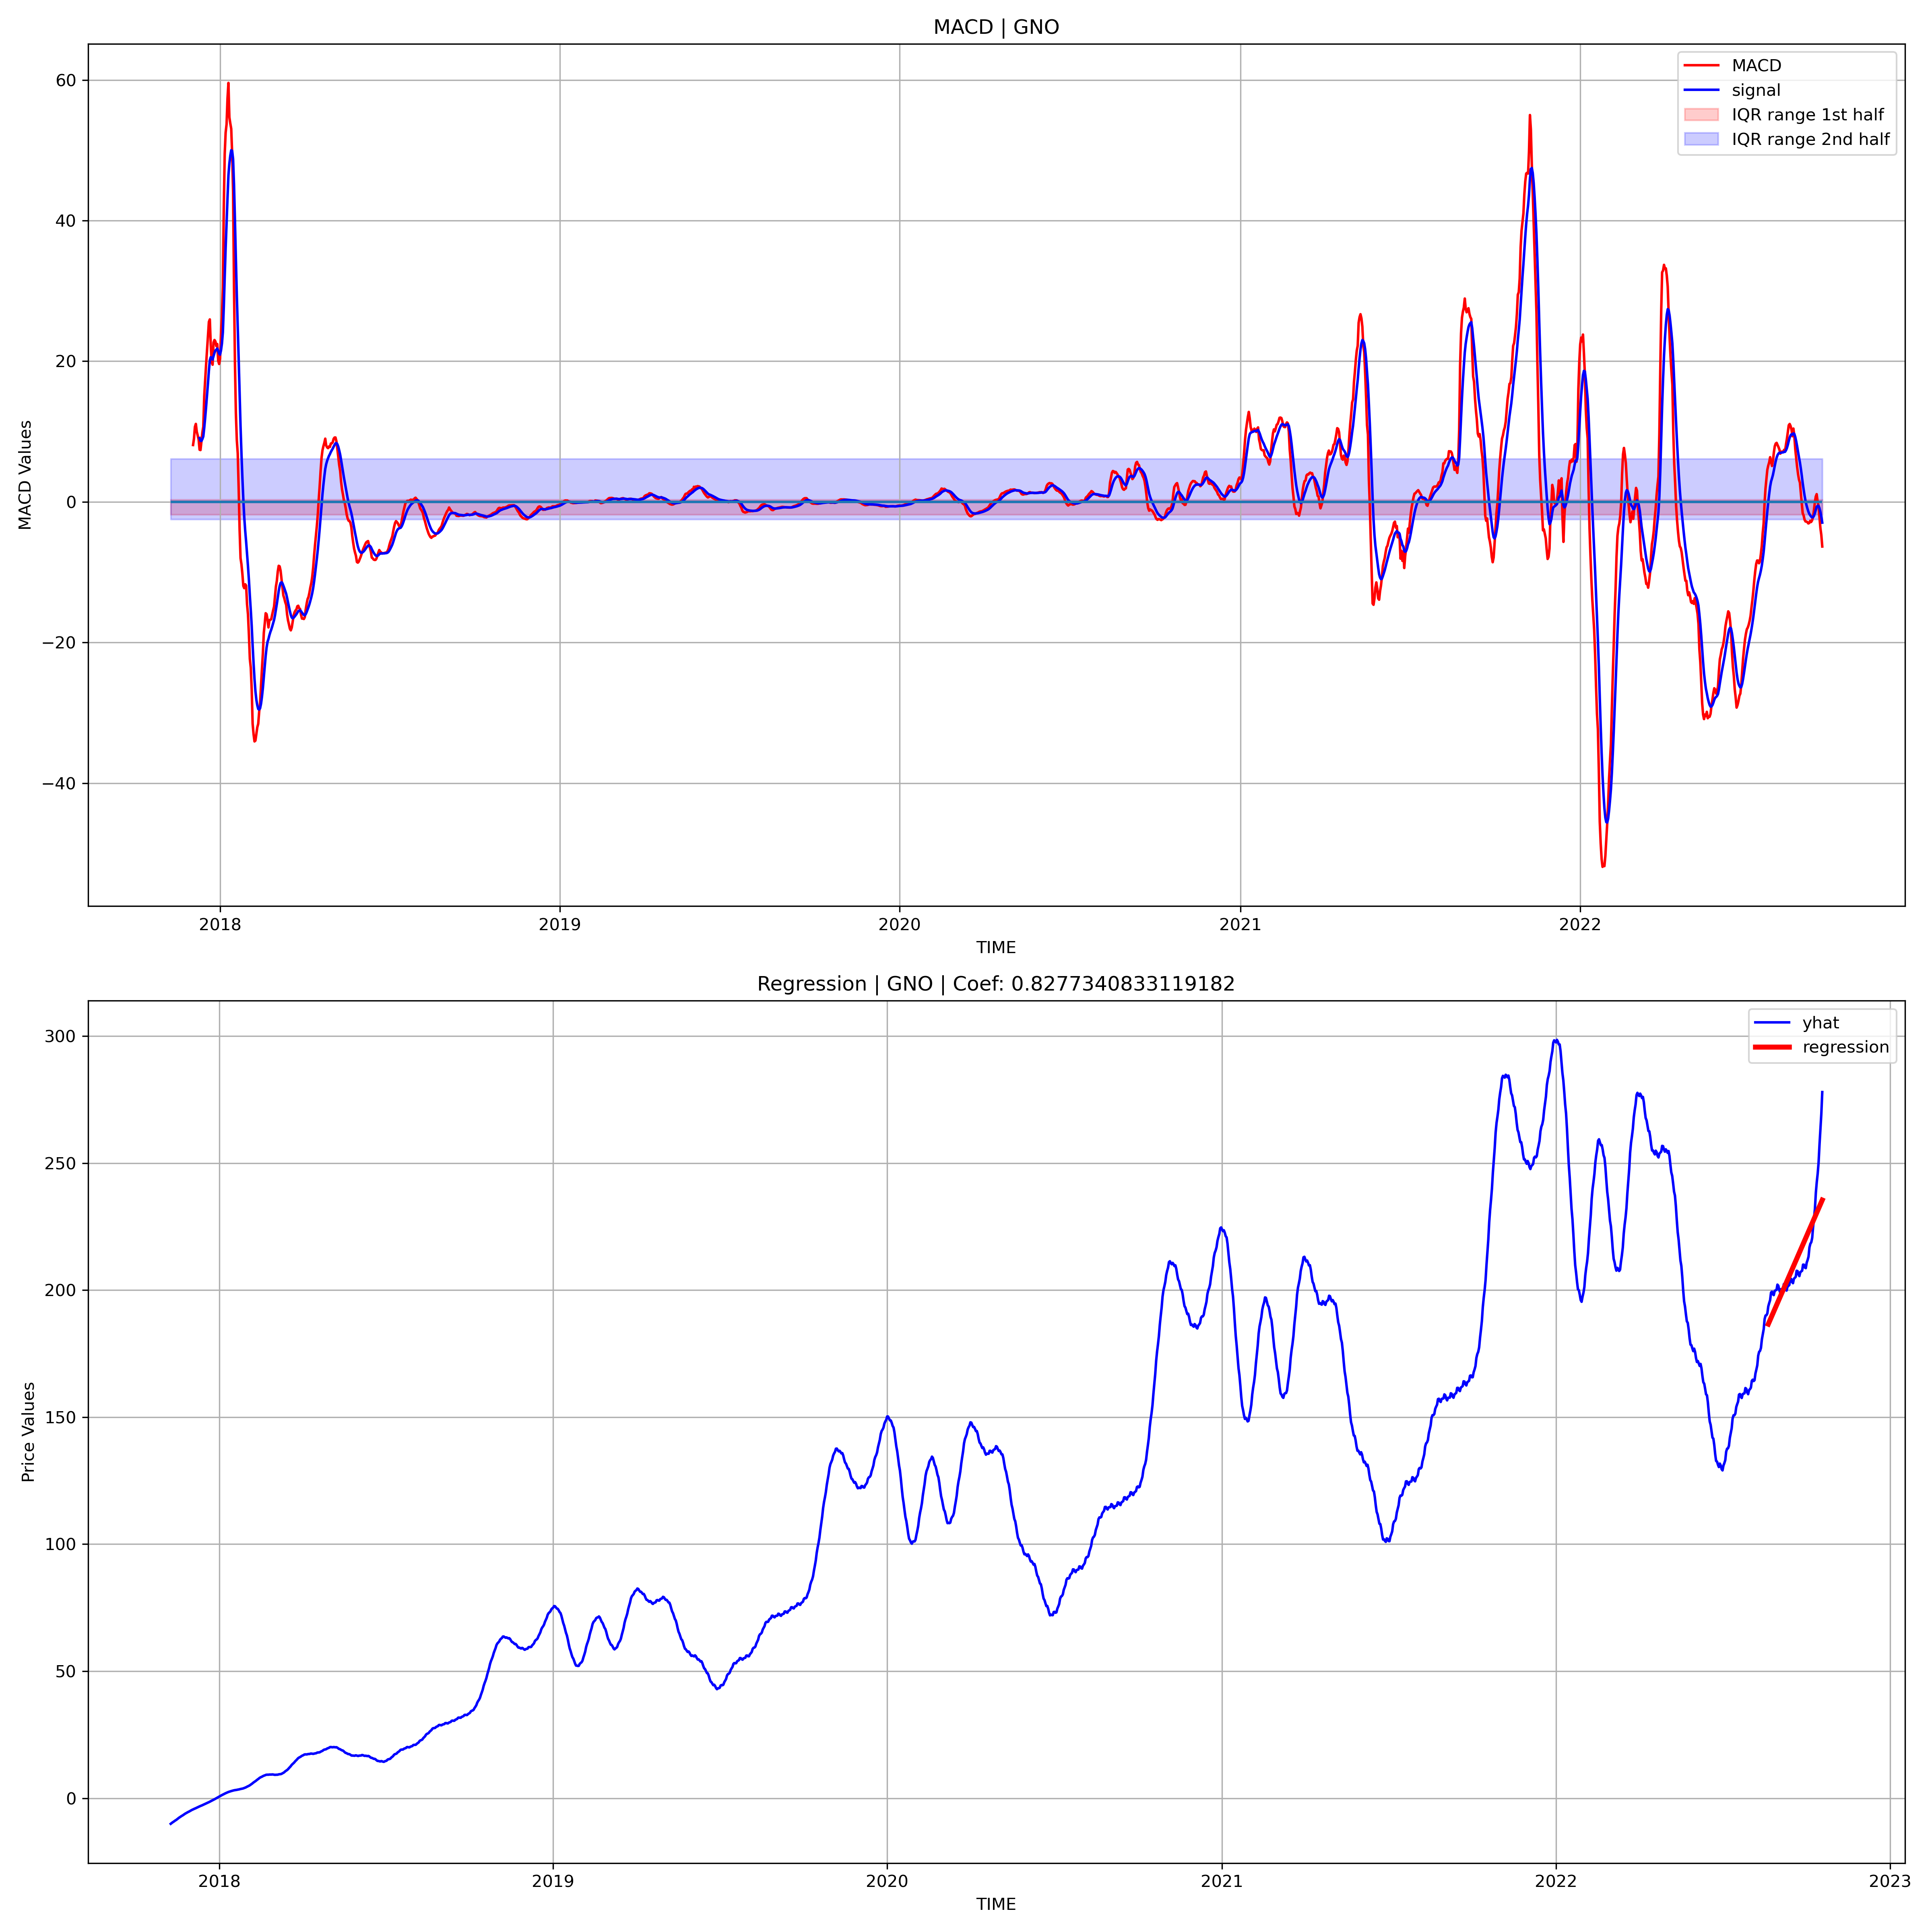 MACD | GNO
MACD
signal
IQR range 1st half
IQR range 2nd half
MACD Values
60
40
20
0
−20
−40
2018
2019
2020
2021
2022
TIME
Regression | GNO | Coef: 0.8277340833119182
yhat
regression
Price Values
300
250
200
150
100
50
0
2018
2019
2020
2021
2022
2023
TIME